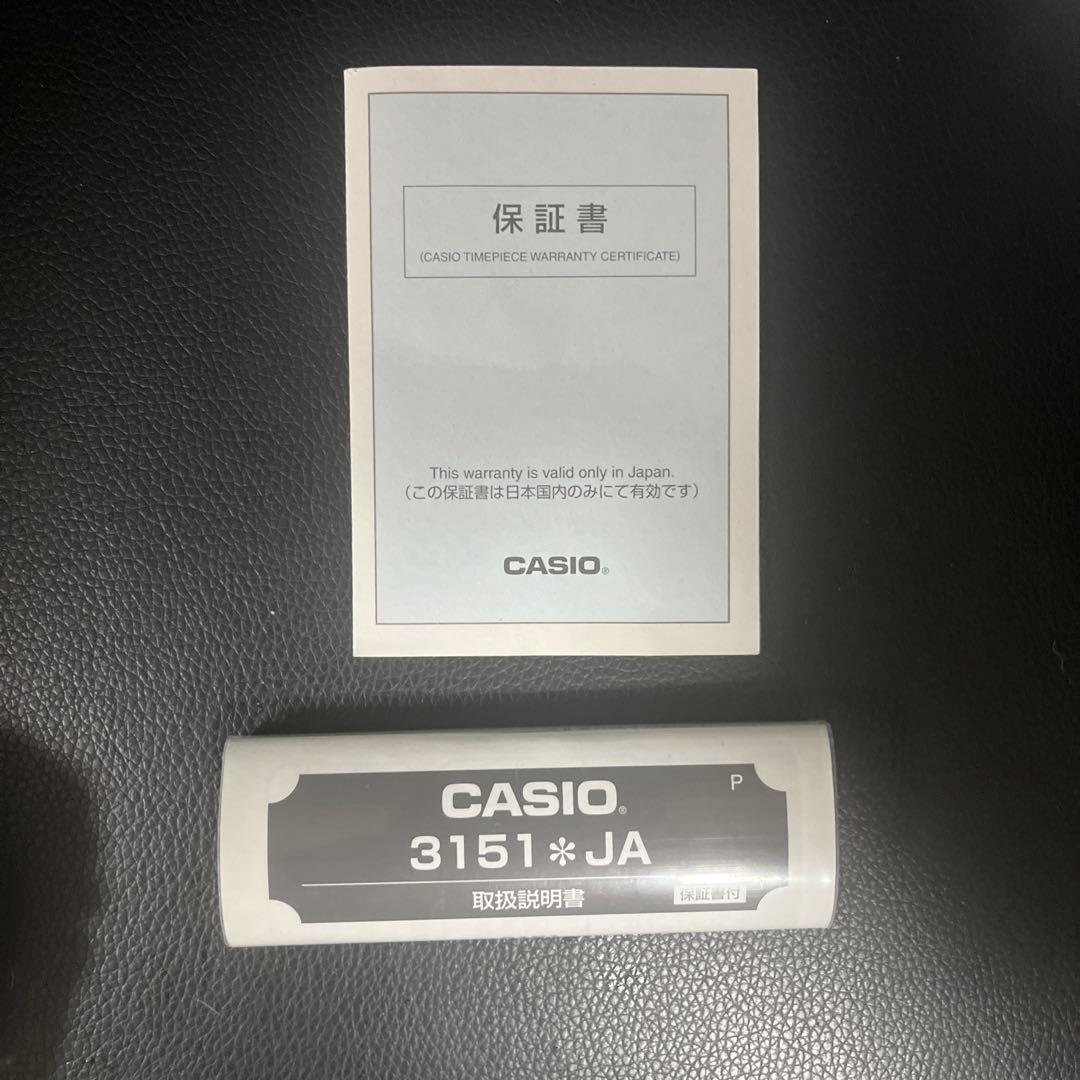 保証書
(CASIO TIMEPIECE WARRANTY CERTIFiCATE)
This warranty is valid only in Japan.
(この保証書は日本国内のみにて有効です)
CASIO®
P
CASIO®
3151✻JA
取扱説明書
保証書付